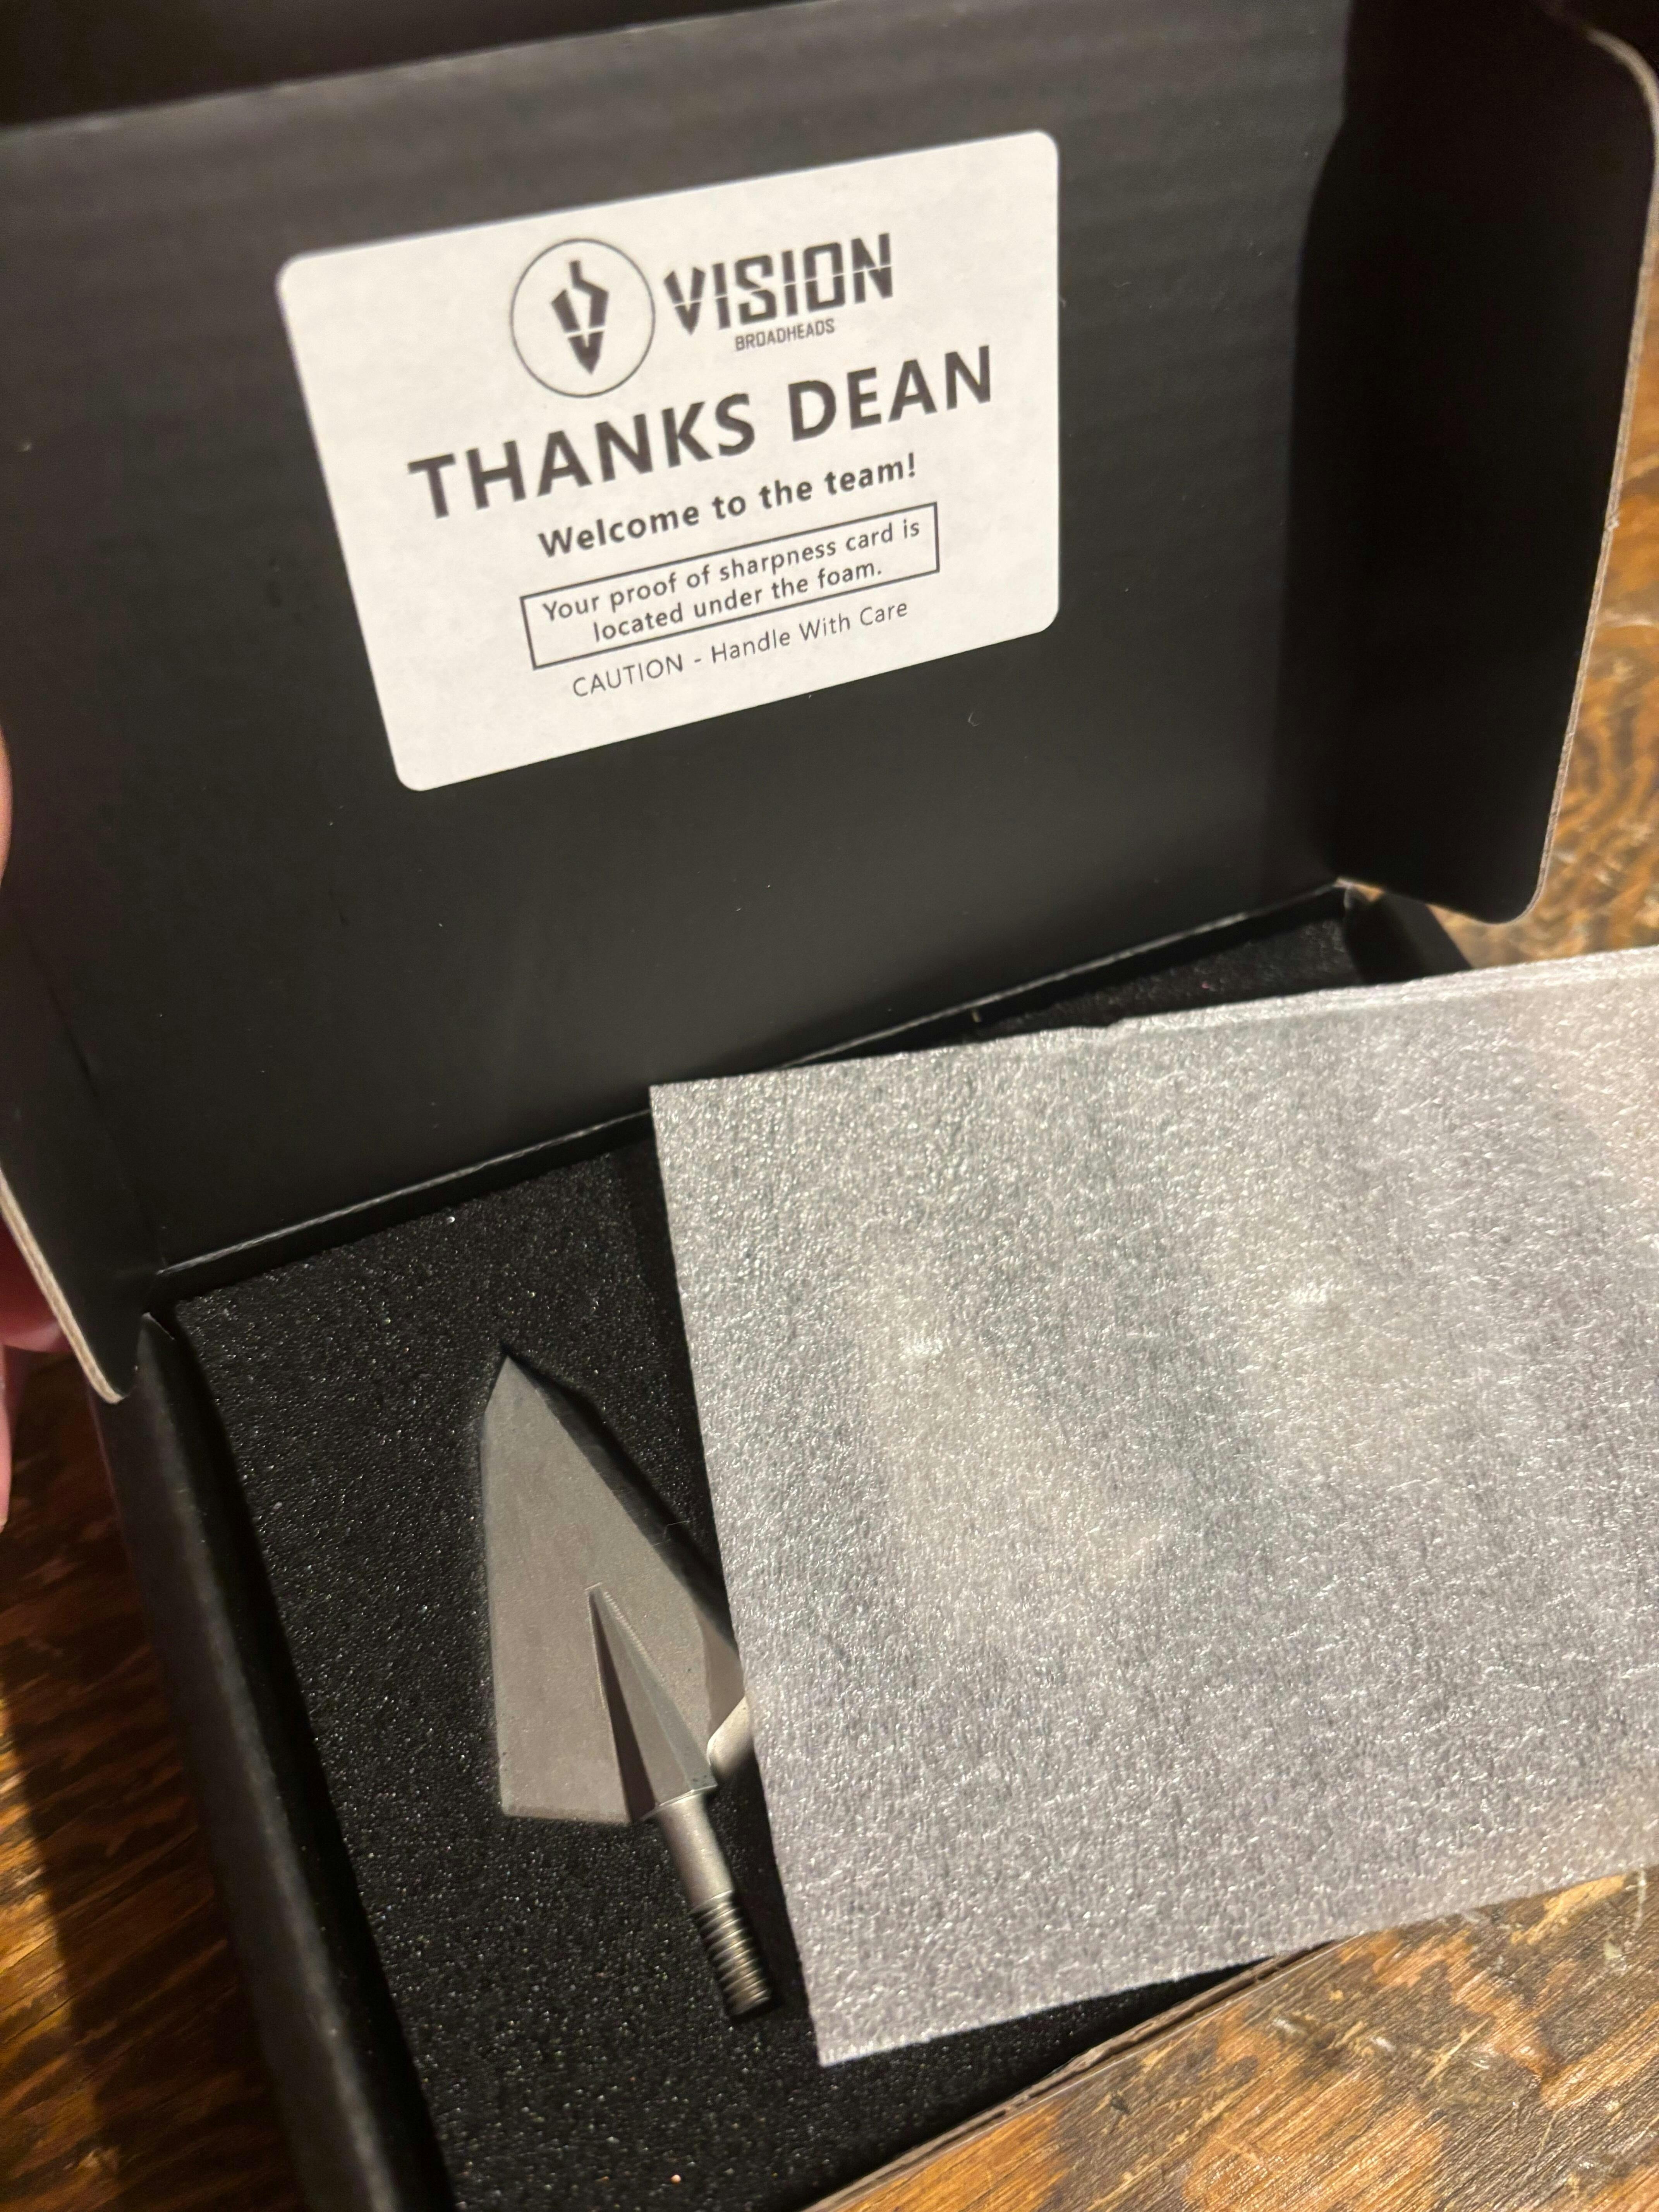 VISION
BROADHEADS
THANKS DEAN
Welcome to the team!
Your proof of sharpness card is
located under the foam.
CAUTION - Handle With Care